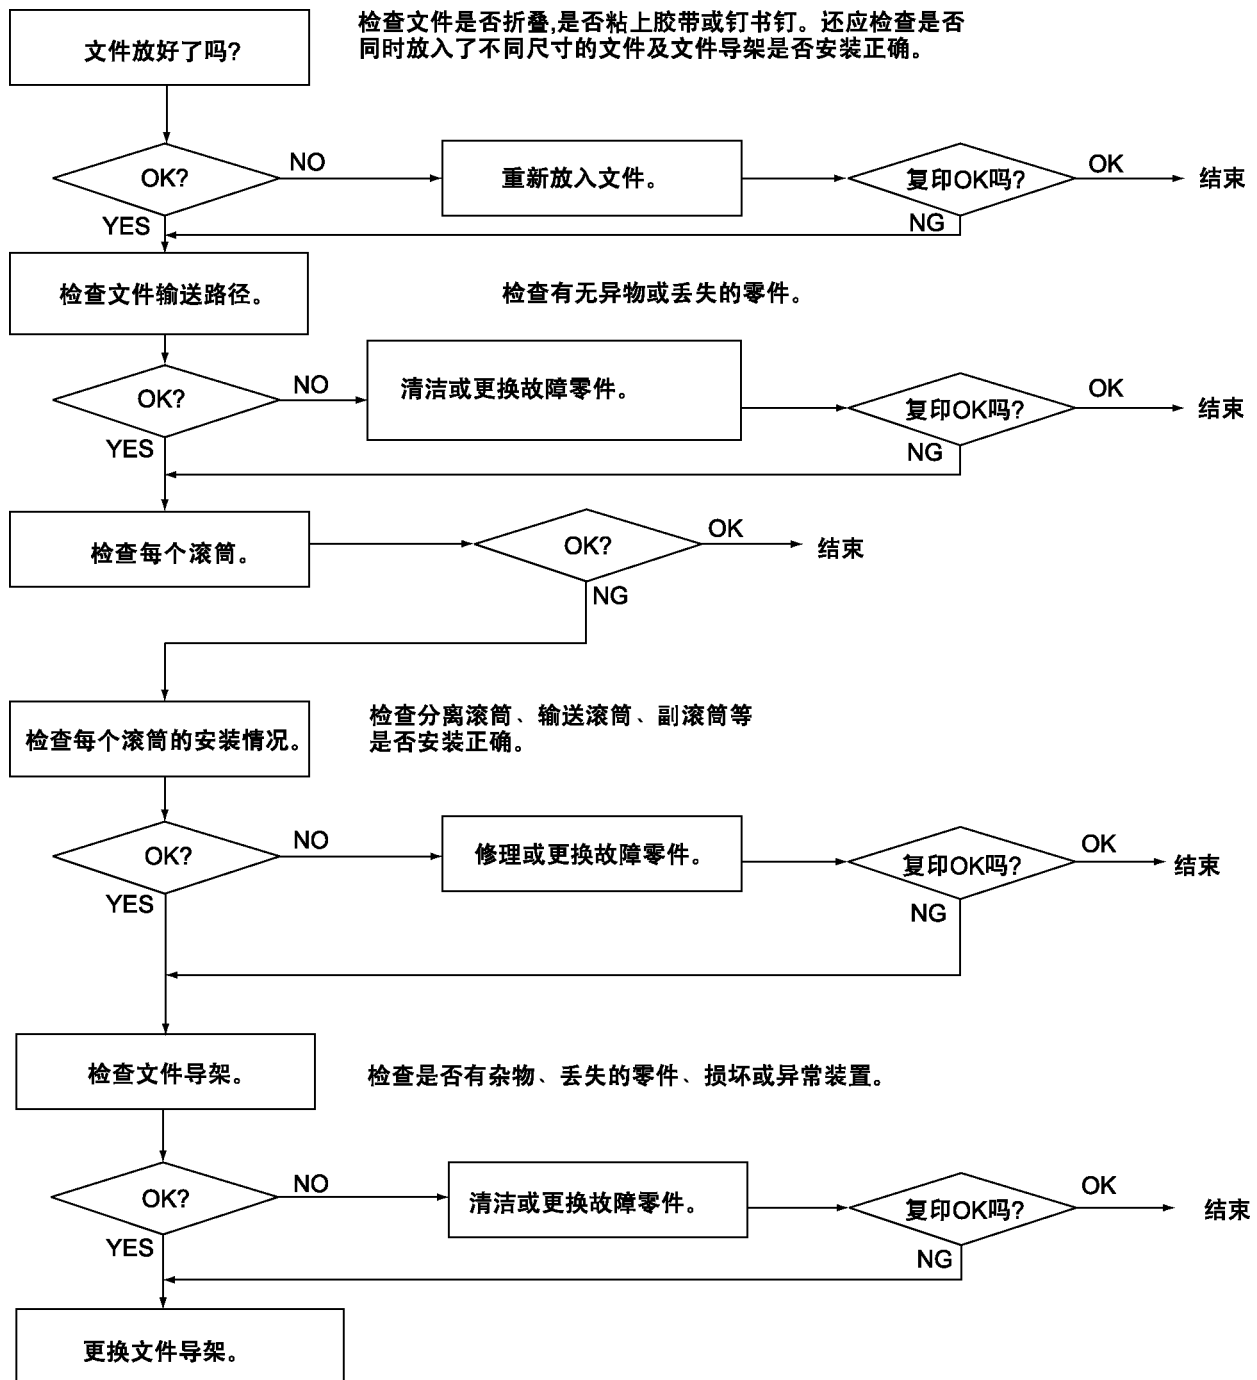 文件放好了吗?
检查文件是否折叠,是否粘上胶带或钉书钉。还应检查是否
同时放入了不同尺寸的文件及文件导架是否安装正确。
OK?
NO
重新放入文件。
复印OK吗?
OK
结束
YES
NG
检查文件输送路径。
检查有无异物或丢失的零件。
OK?
NO
清洁或更换故障零件。
复印OK吗?
OK
结束
YES
NG
检查每个滚筒。
OK?
OK
结束
NG
检查每个滚筒的安装情况。
检查分离滚筒、输送滚筒、副滚筒等
是否安装正确。
OK?
NO
修理或更换故障零件。
复印OK吗?
OK
结束
YES
NG
检查文件导架。
检查是否有杂物、丢失的零件、损坏或异常装置。
OK?
NO
清洁或更换故障零件。
复印OK吗?
OK
结束
YES
NG
更换文件导架。